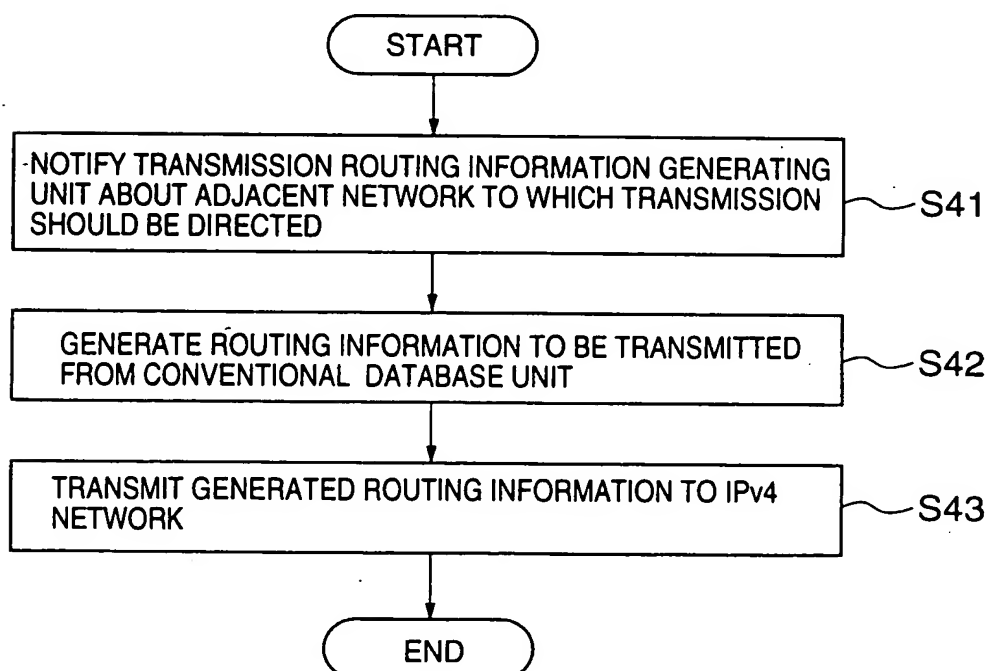 START
NOTIFY TRANSMISSION ROUTING INFORMATION GENERATING
UNIT ABOUT ADJACENT NETWORK TO WHICH TRANSMISSION
SHOULD BE DIRECTED
S41
GENERATE ROUTING INFORMATION TO BE TRANSMITTED
FROM CONVENTIONAL DATABASE UNIT
S42
TRANSMIT GENERATED ROUTING INFORMATION TO IPv4
NETWORK
S43
END